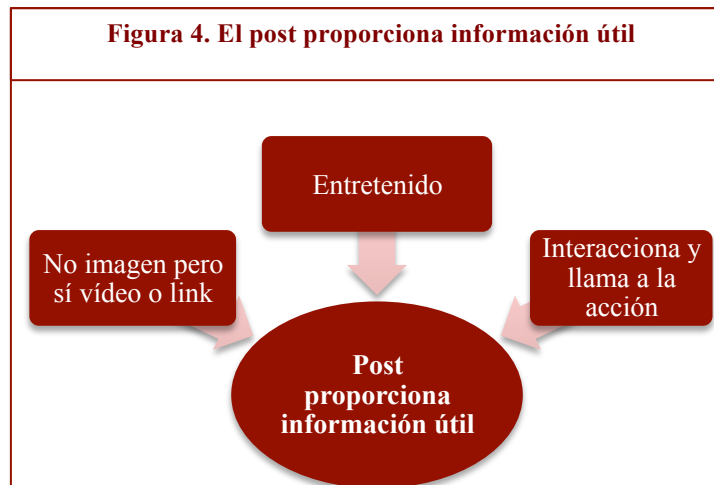 Figura 4. El post proporciona información útil
Entretenido
No imagen pero
sí vídeo o link
Interacciona y
llama a la
acción
Post
proporciona
información útil